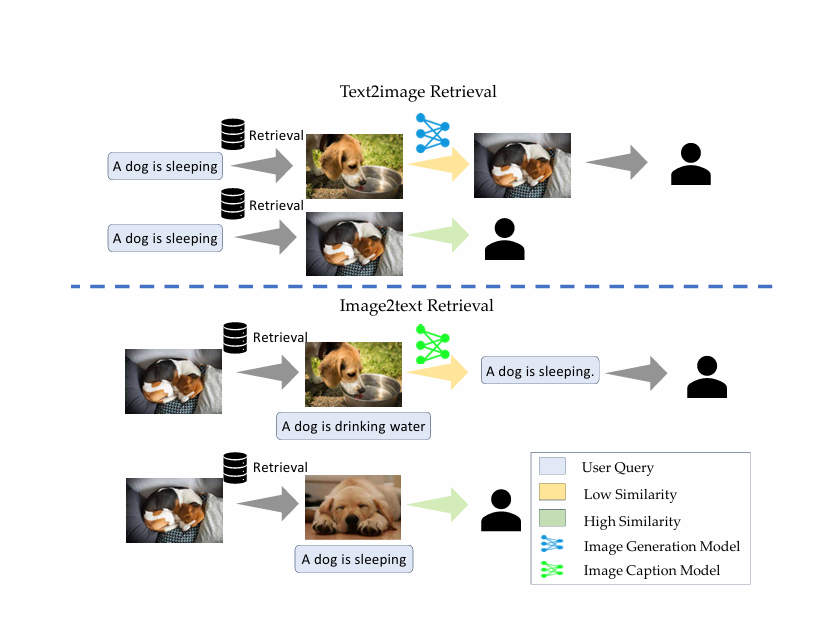 Text2image Retrieval
Retrieval
A dog is sleeping
Retrieval
A dog is sleeping
Image2text Retrieval
Retrieval
A dog is sleeping.
A dog is drinking water
Retrieval
A dog is sleeping
User Query
Low Similarity
High Similarity
Image Generation Model
Image Caption Model